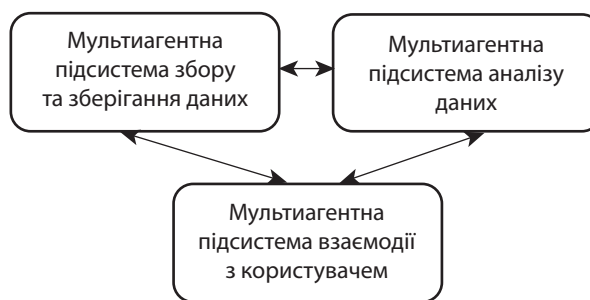 Мультиагентна
підсистема збору
та зберігання даних
Мультиагентна
підсистема аналізу
даних
Мультиагентна
підсистема взаємодії
з користувачем